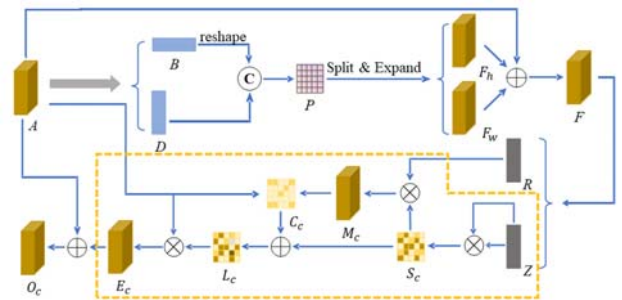 B
reshape
A
C
P
Split & Expand
F_h
F
D
F_w
R
C_c
M_c
O_c
E_c
L_c
S_c
Z